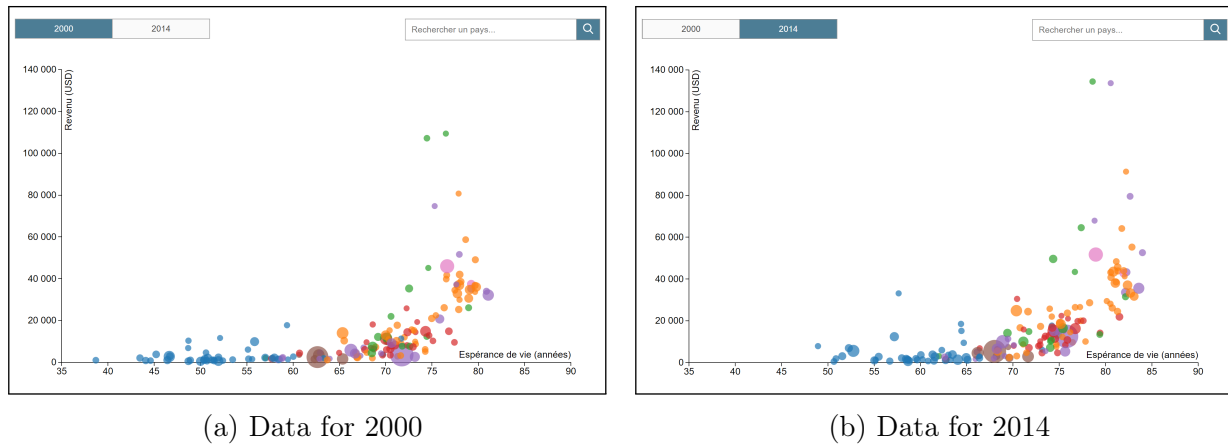 2000
2014
Rechercher un pays...
140 000
120 000
100 000
80 000
60 000
40 000
20 000
0
Revenu (USD)
Espérance de vie (années)
35 40 45 50 55 60 65 70 75 80 85 90
(a) Data for 2000
2000
2014
Rechercher un pays...
140 000
120 000
100 000
80 000
60 000
40 000
20 000
0
Revenu (USD)
Espérance de vie (années)
35 40 45 50 55 60 65 70 75 80 85 90
(b) Data for 2014